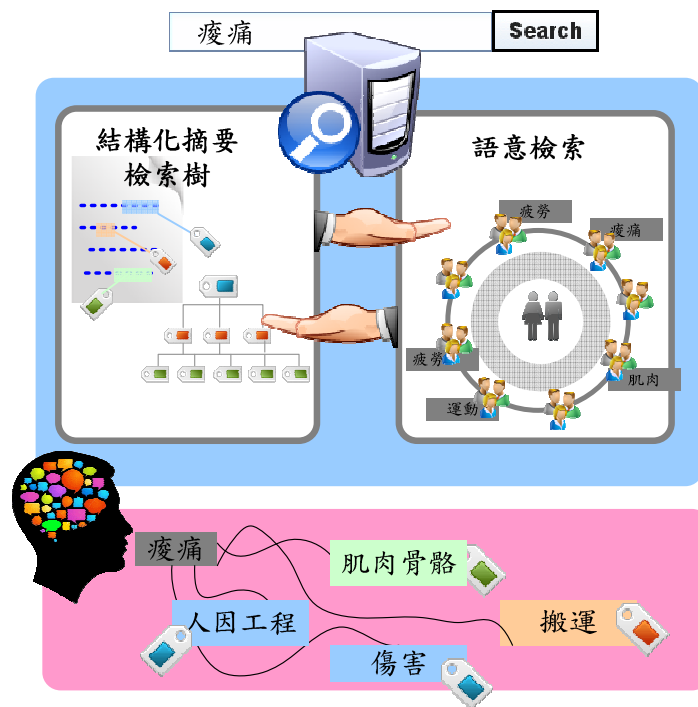 痠痛
Search
結構化摘要
檢索樹
語意檢索
疲勞
痠痛
疲勞
肌肉
運動
痠痛
肌肉骨骼
人因工程
搬運
傷害